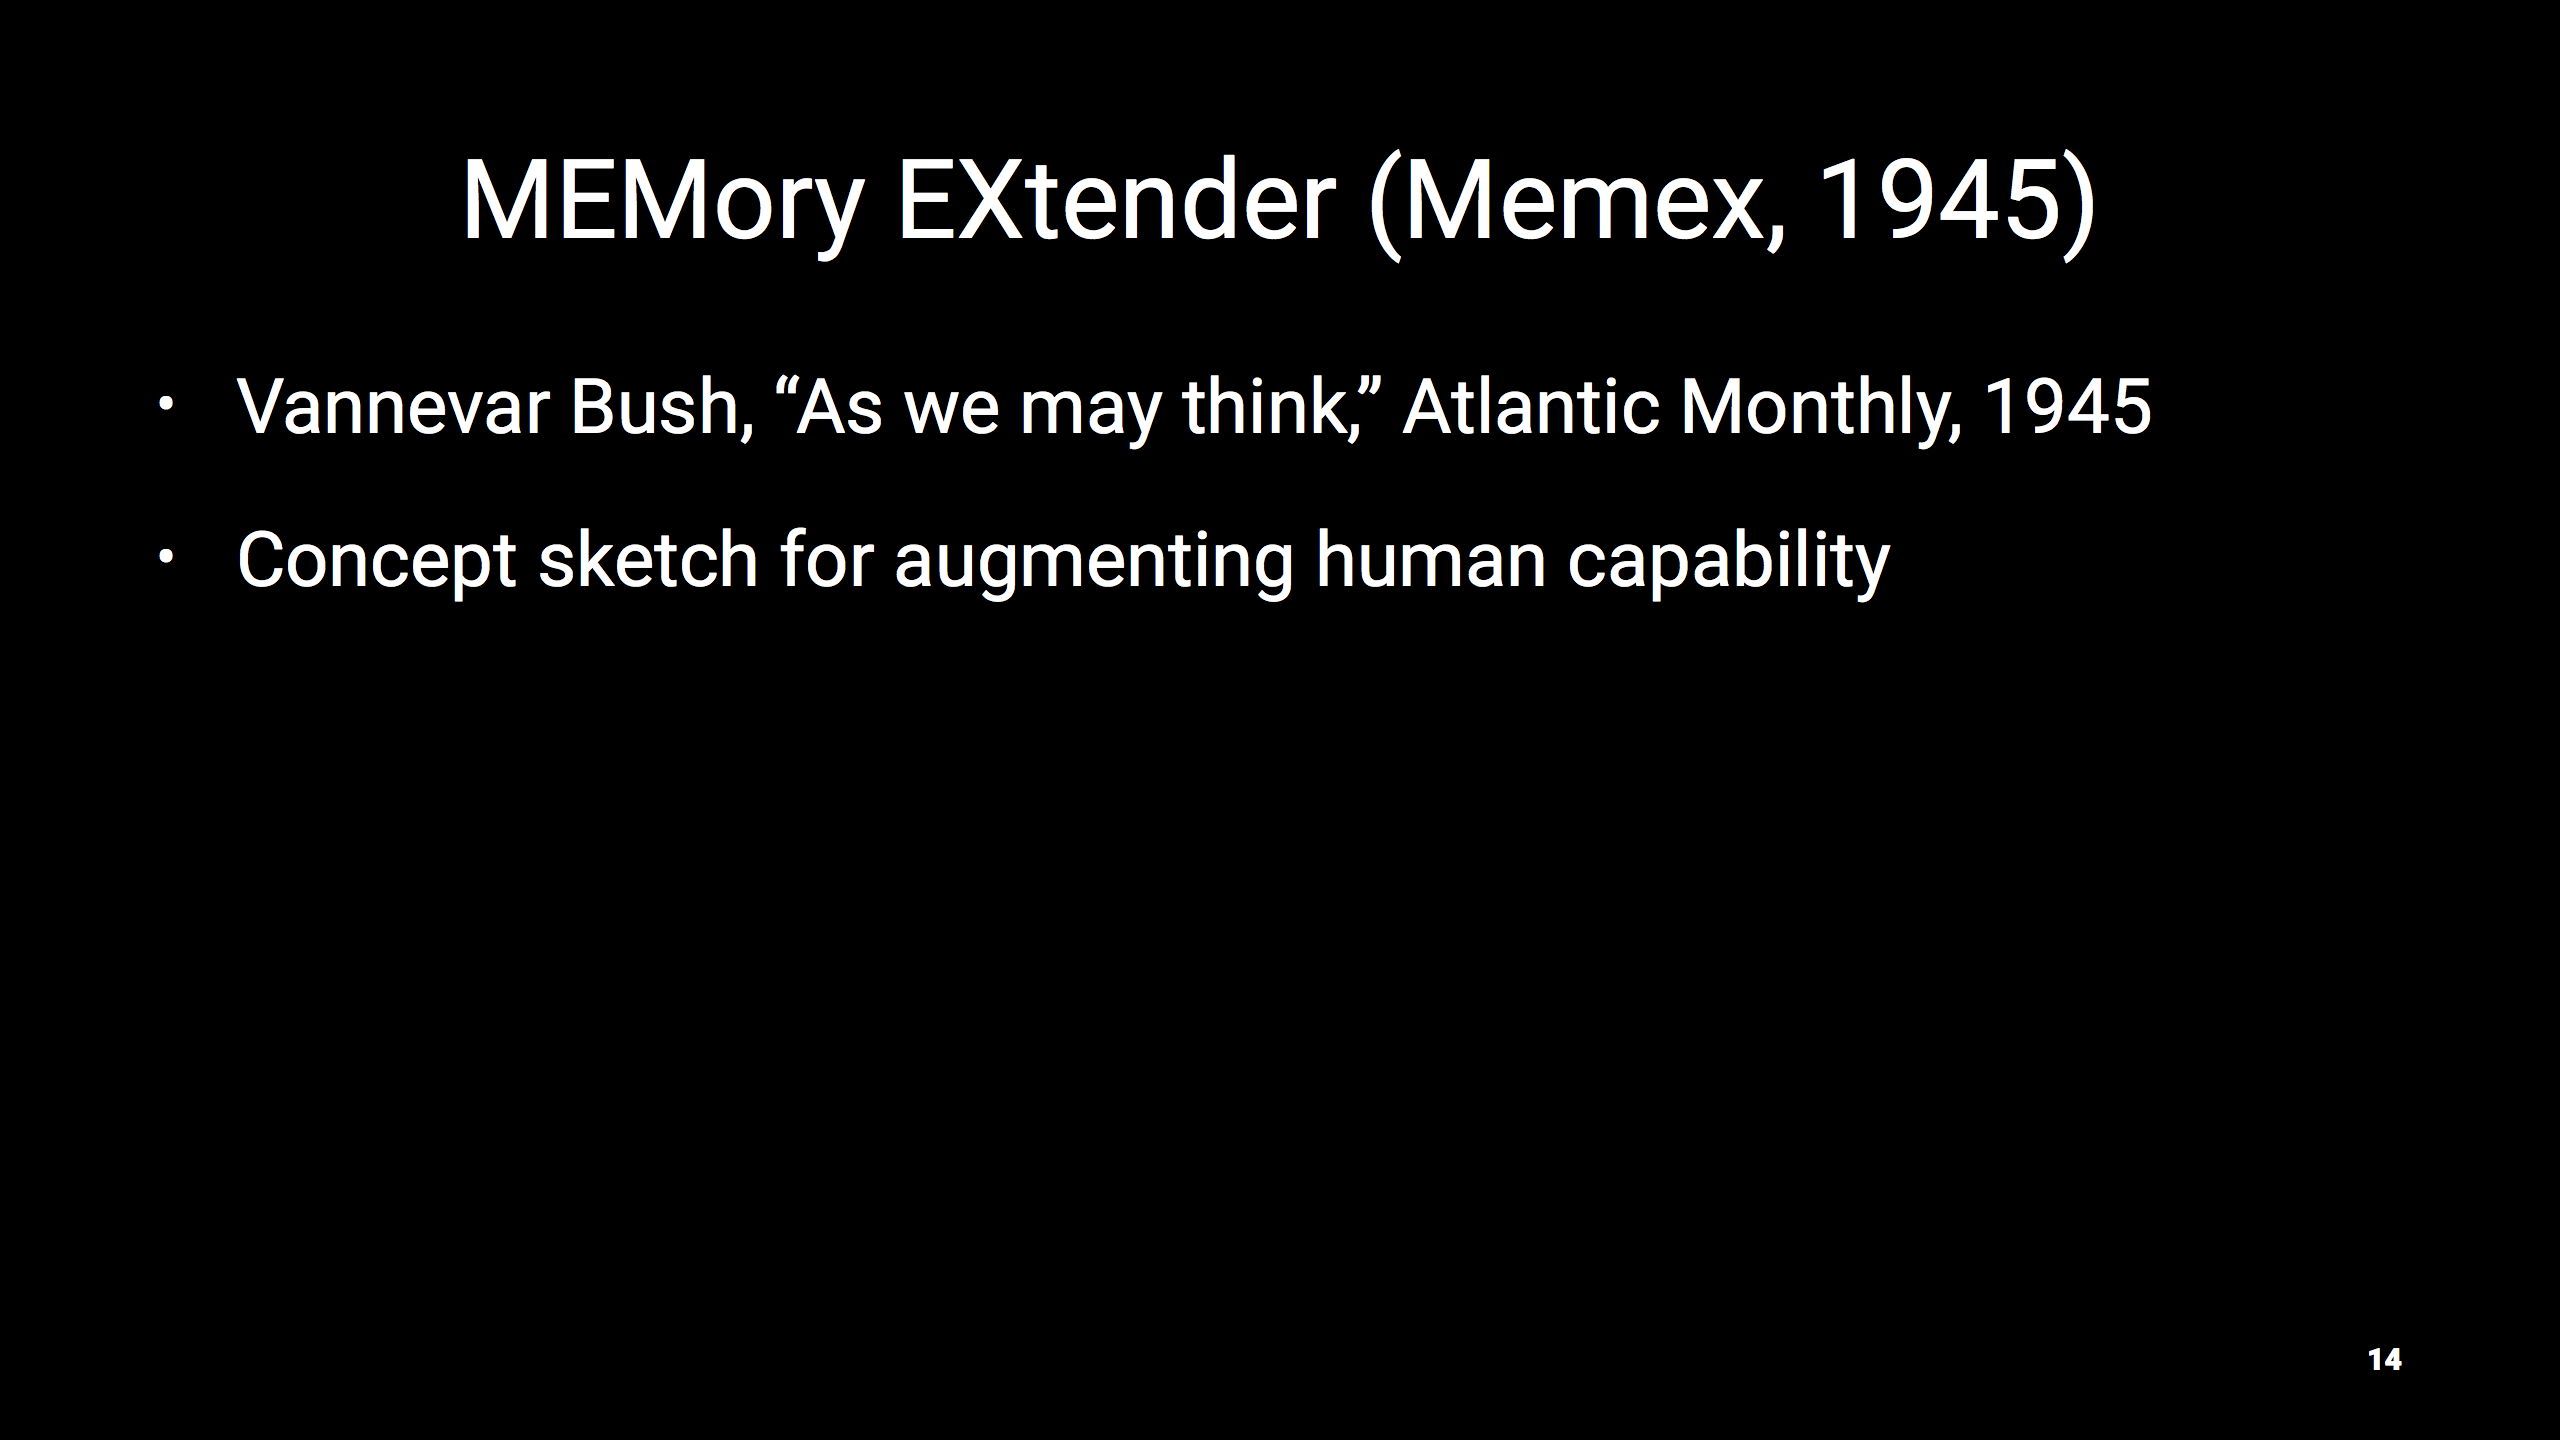 MEMory EXtender (Memex, 1945)
• Vannevar Bush, “As we may think,” Atlantic Monthly, 1945
• Concept sketch for augmenting human capability
14